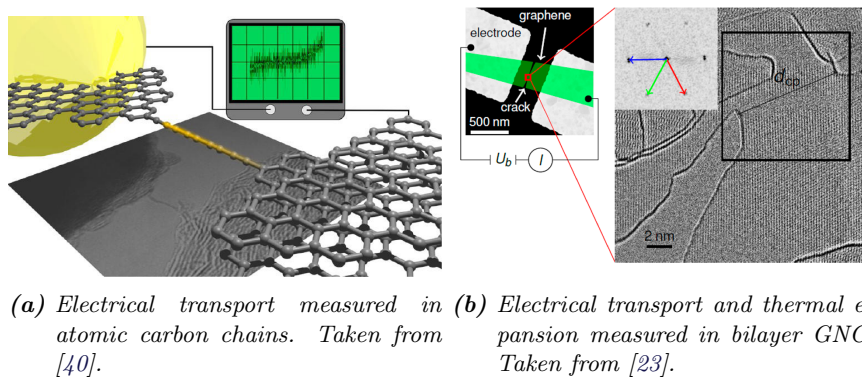 graphene
electrode
crack
500 nm
U_b
I
d_cp
2 nm
(a) Electrical transport measured in
atomic carbon chains. Taken from
[40].
(b) Electrical transport and thermal e
pansion measured in bilayer GNC
Taken from [23].